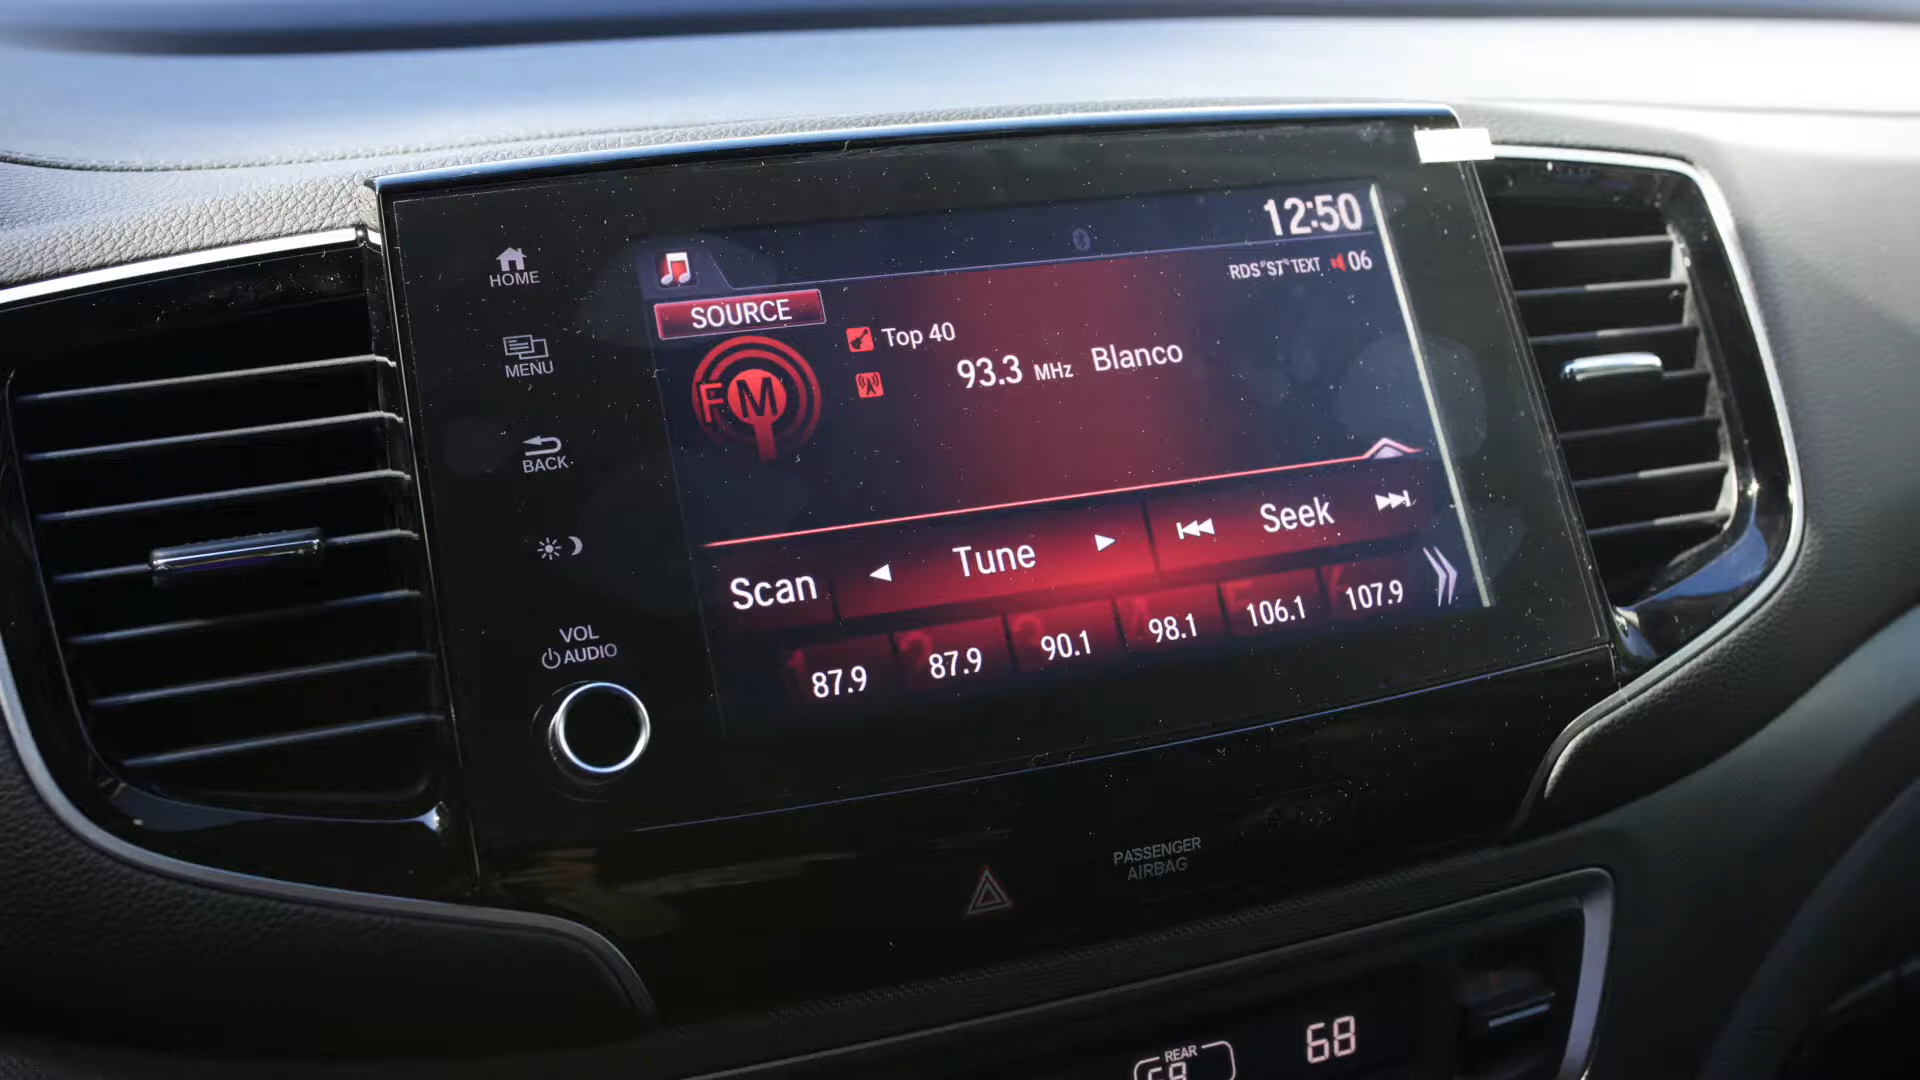 12:50
HOME
RDS "ST" TEXT 06
SOURCE
Top 40
FM
93.3 MHz Blanco
MENU
BACK
Scan Tune Seek
VOL
AUDIO
87.9 87.9 90.1 98.1 106.1 107.9
PASSENGER
AIRBAG
REAR
68
68